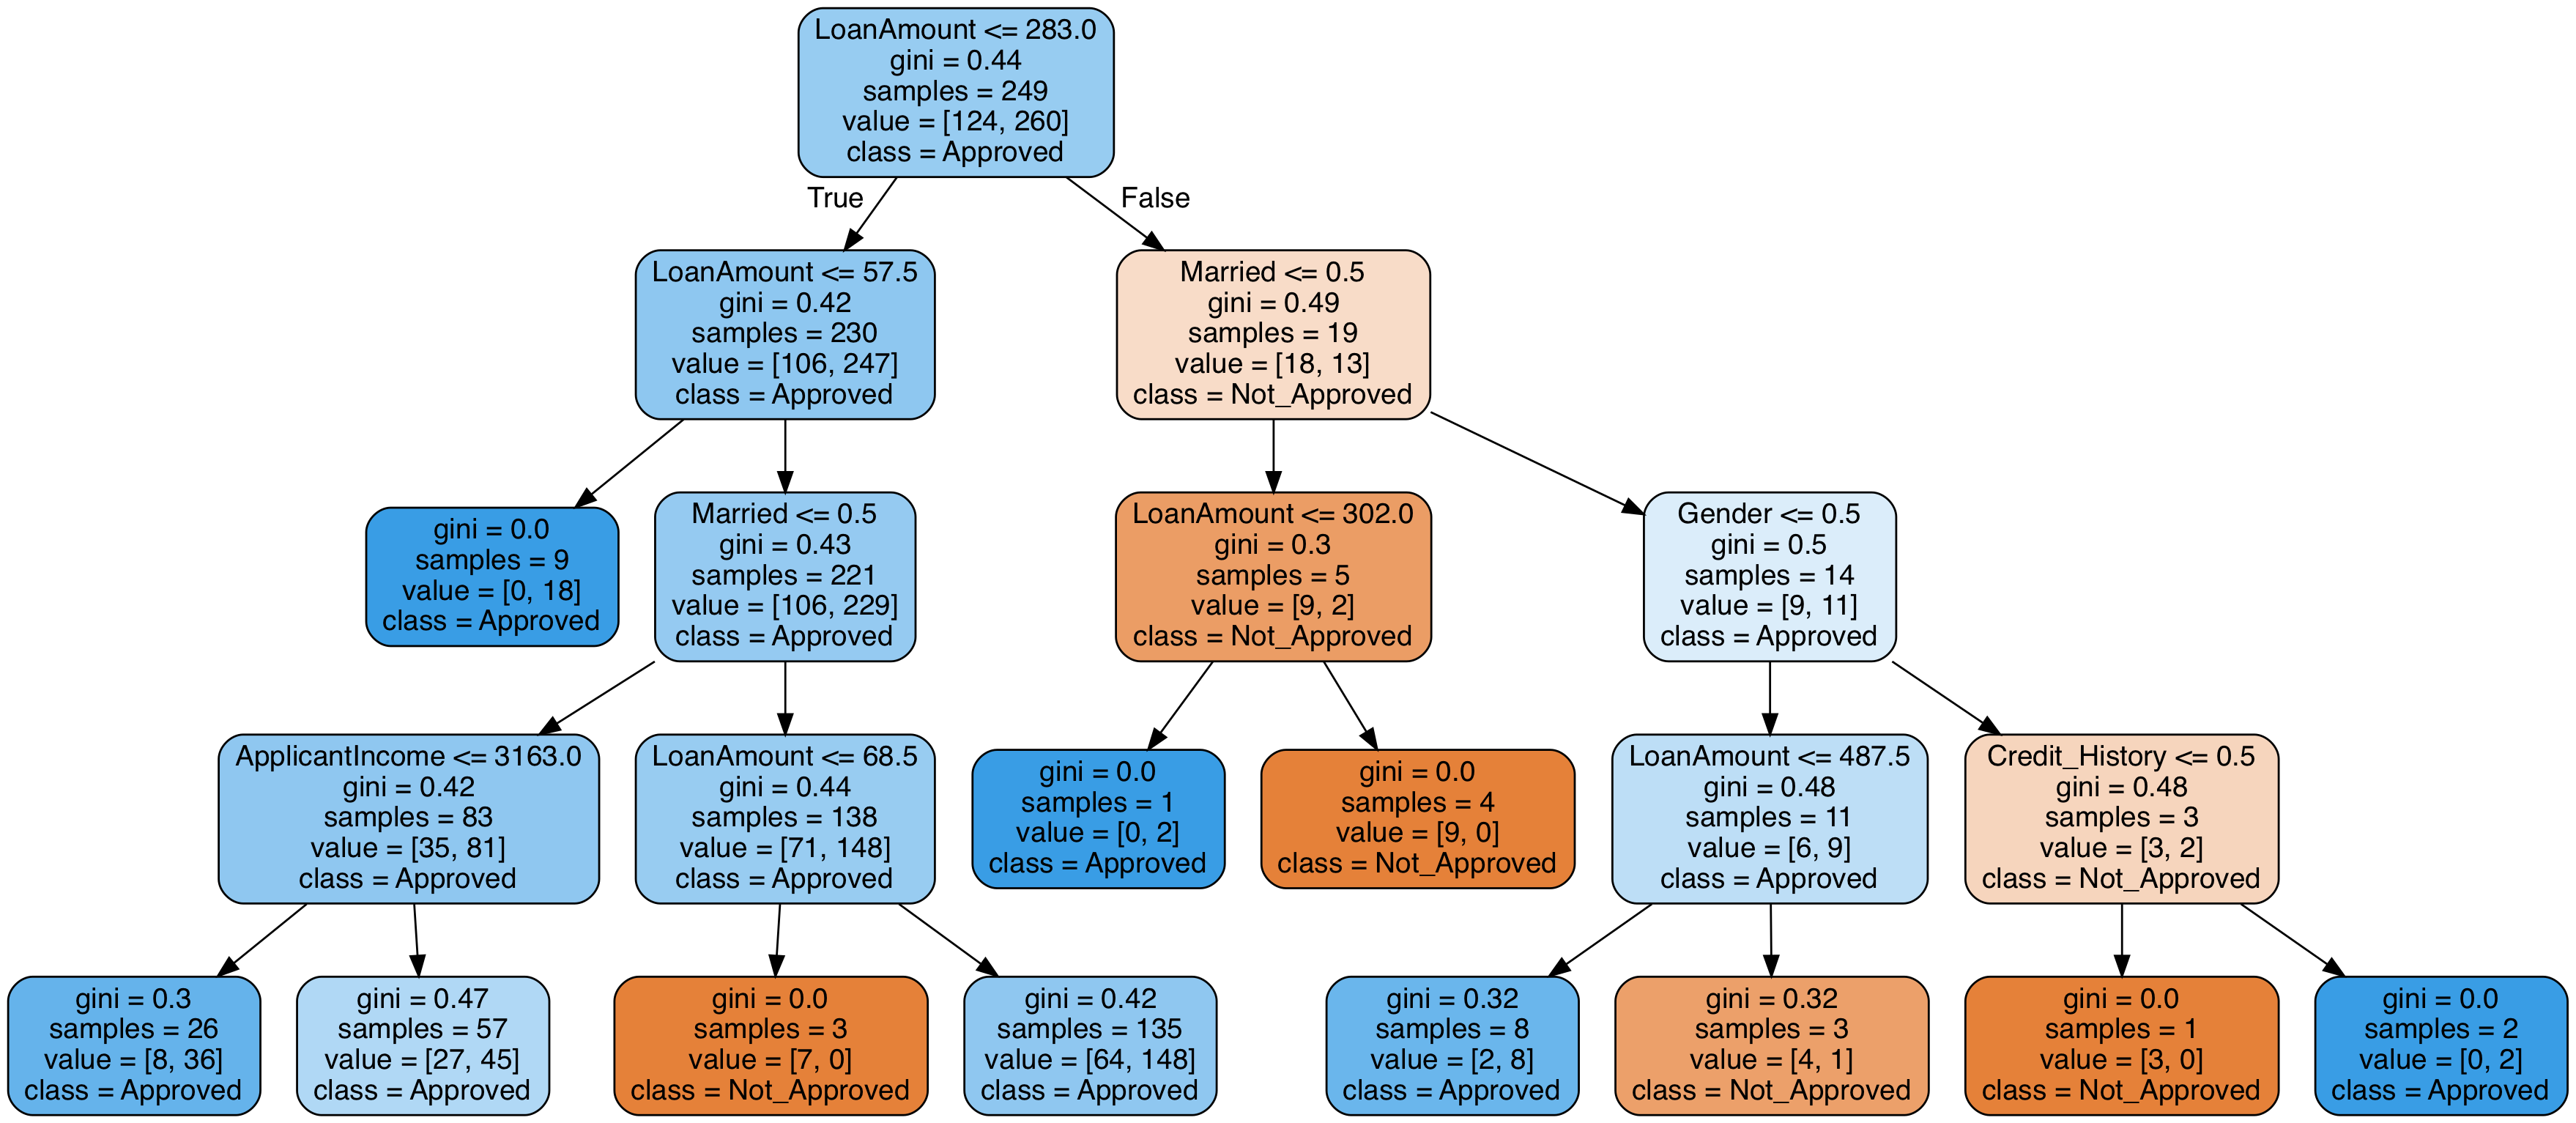 LoanAmount <= 283.0
gini = 0.44
samples = 249
value = [124, 260]
class = Approved
True
False
LoanAmount <= 57.5
gini = 0.42
samples = 230
value = [106, 247]
class = Approved
Married <= 0.5
gini = 0.49
samples = 19
value = [18, 13]
class = Not_Approved
gini = 0.0
samples = 9
value = [0, 18]
class = Approved
Married <= 0.5
gini = 0.43
samples = 221
value = [106, 229]
class = Approved
LoanAmount <= 302.0
gini = 0.3
samples = 5
value = [9, 2]
class = Not_Approved
Gender <= 0.5
gini = 0.5
samples = 14
value = [9, 11]
class = Approved
ApplicantIncome <= 3163.0
gini = 0.42
samples = 83
value = [35, 81]
class = Approved
LoanAmount <= 68.5
gini = 0.44
samples = 138
value = [71, 148]
class = Approved
gini = 0.0
samples = 1
value = [0, 2]
class = Approved
gini = 0.0
samples = 4
value = [9, 0]
class = Not_Approved
LoanAmount <= 487.5
gini = 0.48
samples = 11
value = [6, 9]
class = Approved
Credit_History <= 0.5
gini = 0.48
samples = 3
value = [3, 2]
class = Not_Approved
gini = 0.3
samples = 26
value = [8, 36]
class = Approved
gini = 0.47
samples = 57
value = [27, 45]
class = Approved
gini = 0.0
samples = 3
value = [7, 0]
class = Not_Approved
gini = 0.42
samples = 135
value = [64, 148]
class = Approved
gini = 0.32
samples = 8
value = [2, 8]
class = Approved
gini = 0.32
samples = 3
value = [4, 1]
class = Not_Approved
gini = 0.0
samples = 1
value = [3, 0]
class = Not_Approved
gini = 0.0
samples = 2
value = [0, 2]
class = Approved